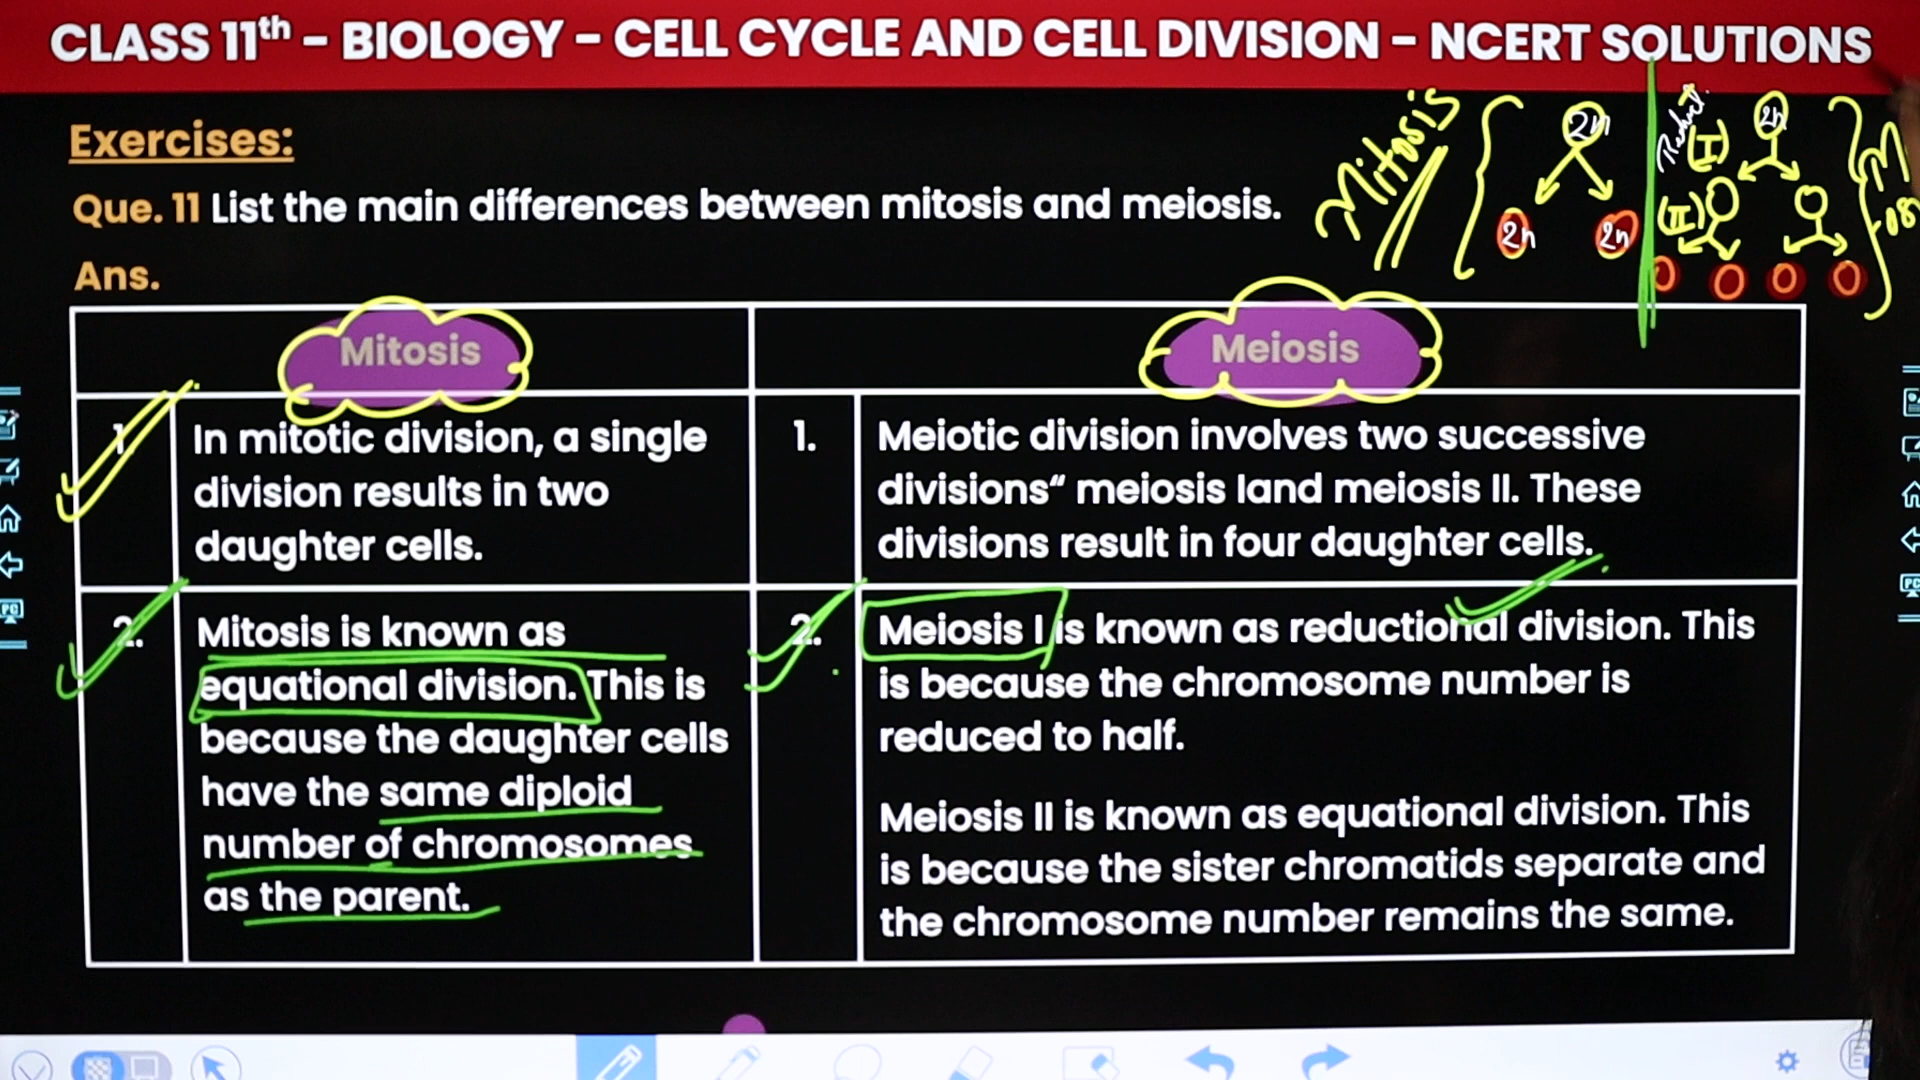 CLASS 11th - BIOLOGY - CELL CYCLE AND CELL DIVISION - NCERT SOLUTIONS
Exercises:
Que. 11 List the main differences between mitosis and meiosis.
Ans.
Mitosis
2n
2n 2n
Reduct.
(I)
2n
(II)
Mitosis
Meiosis
1.
In mitotic division, a single
division results in two
daughter cells.
1.
Meiotic division involves two successive
divisions“ meiosis Iand meiosis II. These
divisions result in four daughter cells.
2.
Mitosis is known as
equational division. This is
because the daughter cells
have the same diploid
number of chromosomes
as the parent.
2.
Meiosis I is known as reductional division. This
is because the chromosome number is
reduced to half.
Meiosis II is known as equational division. This
is because the sister chromatids separate and
the chromosome number remains the same.
PC
PC